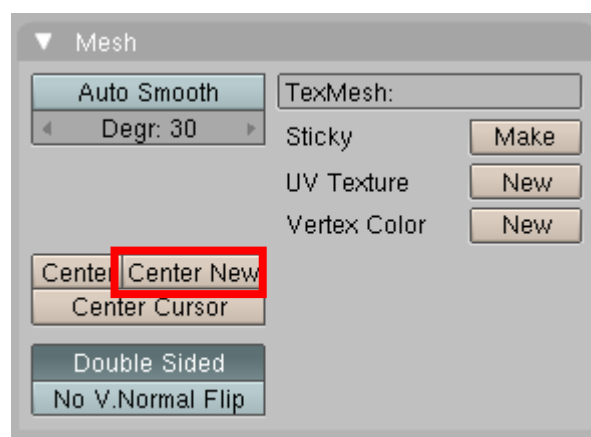 Mesh
Auto Smooth
TexMesh:
Degr: 30
Sticky
Make
UV Texture
New
Vertex Color
New
Center
Center New
Center Cursor
Double Sided
No V.Normal Flip